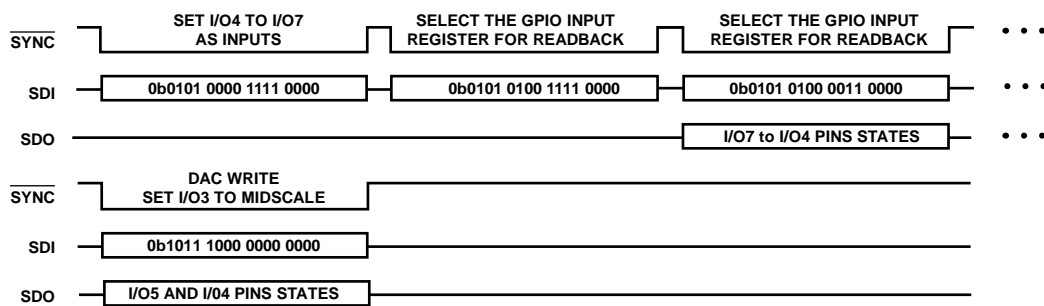 SET I/O4 TO I/O7
AS INPUTS
SELECT THE GPIO INPUT
REGISTER FOR READBACK
SELECT THE GPIO INPUT
REGISTER FOR READBACK
SYNC
SDI
0b0101 0000 1111 0000
0b0101 0100 1111 0000
0b0101 0100 0011 0000
SDO
I/O7 to I/O4 PINS STATES
SYNC
DAC WRITE
SET I/O3 TO MIDSCALE
SDI
0b1011 1000 0000 0000
SDO
I/O5 AND I/04 PINS STATES